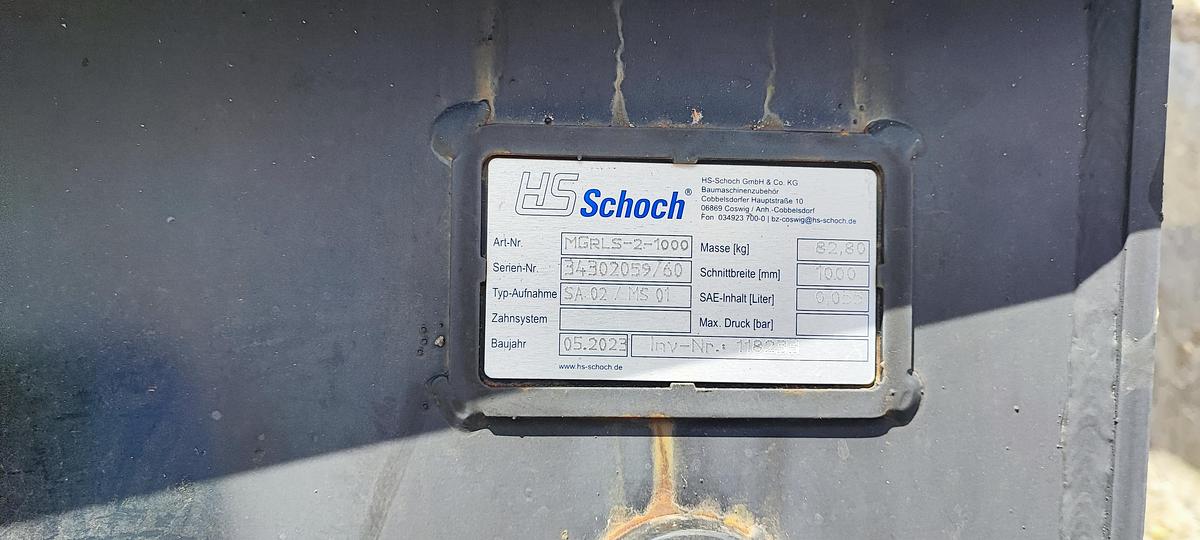 HS Schoch®
HS-Schoch GmbH & Co. KG
Baumaschinenzubehör
Cobbelsdorfer Hauptstraße 10
06869 Coswig / Anh.-Cobbelsdorf
Fon 034923 700-0 | bz-coswig@hs-schoch.de
Art-Nr. MGRLS-2-1000
Masse [kg] 82,80
Serien-Nr. 34302059/60
Schnittbreite [mm] 1000
Typ-Aufnahme SA 02 / MS 01
SAE-Inhalt [Liter]
Zahnsystem
Max. Druck [bar]
Baujahr 05.2023 Inv-Nr.:
www.hs-schoch.de